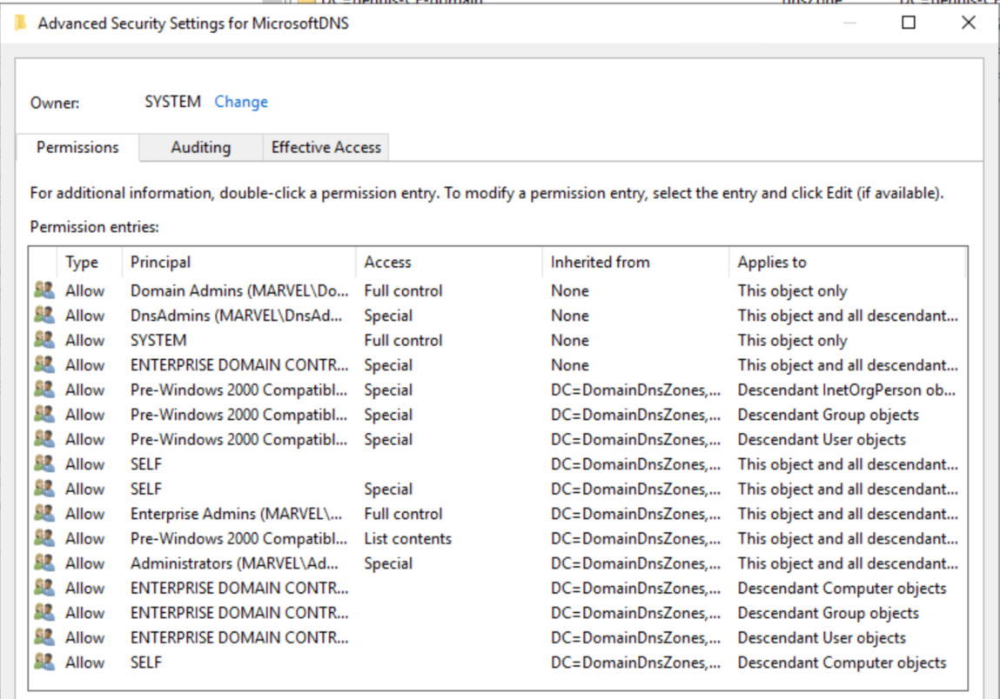 Advanced Security Settings for MicrosoftDNS
Owner: SYSTEM Change
Permissions Auditing Effective Access
For additional information, double-click a permission entry. To modify a permission entry, select the entry and click Edit (if available).
Permission entries:
Type Principal Access Inherited from Applies to
Allow Domain Admins (MARVEL\Do... Full control None This object only
Allow DnsAdmins (MARVEL\DnsAd... Special None This object and all descendant...
Allow SYSTEM Full control None This object only
Allow ENTERPRISE DOMAIN CONTR... Special None This object and all descendant...
Allow Pre-Windows 2000 Compatibl... Special DC=DomainDnsZones,... Descendant InetOrgPerson ob...
Allow Pre-Windows 2000 Compatibl... Special DC=DomainDnsZones,... Descendant Group objects
Allow Pre-Windows 2000 Compatibl... Special DC=DomainDnsZones,... Descendant User objects
Allow SELF DC=DomainDnsZones,... This object and all descendant...
Allow SELF Special DC=DomainDnsZones,... This object and all descendant...
Allow Enterprise Admins (MARVEL\... Full control DC=DomainDnsZones,... This object and all descendant...
Allow Pre-Windows 2000 Compatibl... List contents DC=DomainDnsZones,... This object and all descendant...
Allow Administrators (MARVEL\Ad... Special DC=DomainDnsZones,... This object and all descendant...
Allow ENTERPRISE DOMAIN CONTR... DC=DomainDnsZones,... Descendant Computer objects
Allow ENTERPRISE DOMAIN CONTR... DC=DomainDnsZones,... Descendant Group objects
Allow ENTERPRISE DOMAIN CONTR... DC=DomainDnsZones,... Descendant User objects
Allow SELF DC=DomainDnsZones,... Descendant Computer objects